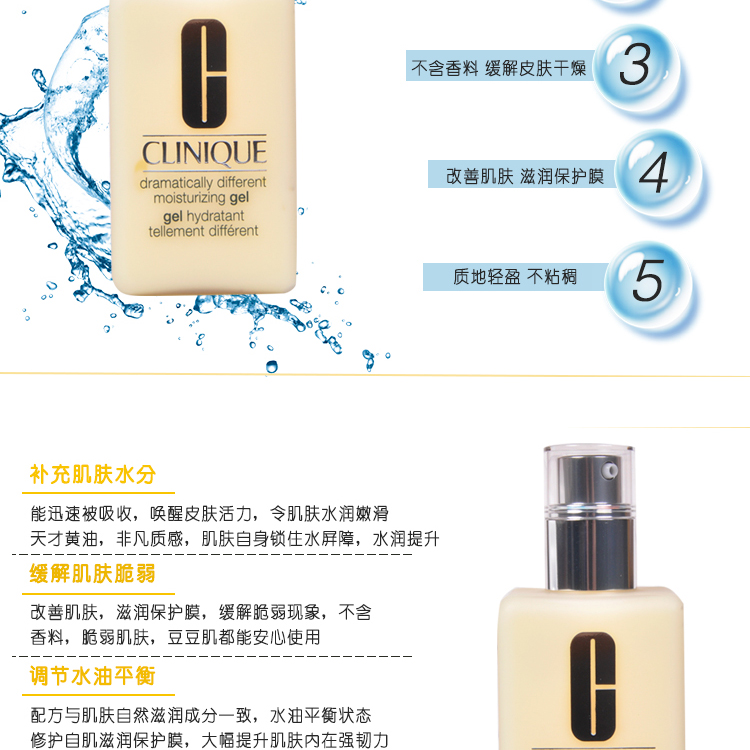 C
CLINIQUE
dramatically different
moisturizing gel
gel hydratant
tellement différent
不含香料 缓解皮肤干燥 3
改善肌肤 滋润保护膜 4
质地轻盈 不粘稠 5
补充肌肤水分
能迅速被吸收，唤醒皮肤活力，令肌肤水润嫩滑
天才黄油，非凡质感，肌肤自身锁住水屏障，水润提升
缓解肌肤脆弱
改善肌肤，滋润保护膜，缓解脆弱现象，不含
香料，脆弱肌肤，豆豆肌都能安心使用
调节水油平衡
配方与肌肤自然滋润成分一致，水油平衡状态
修护自肌滋润保护膜，大幅提升肌肤内在强韧力
C